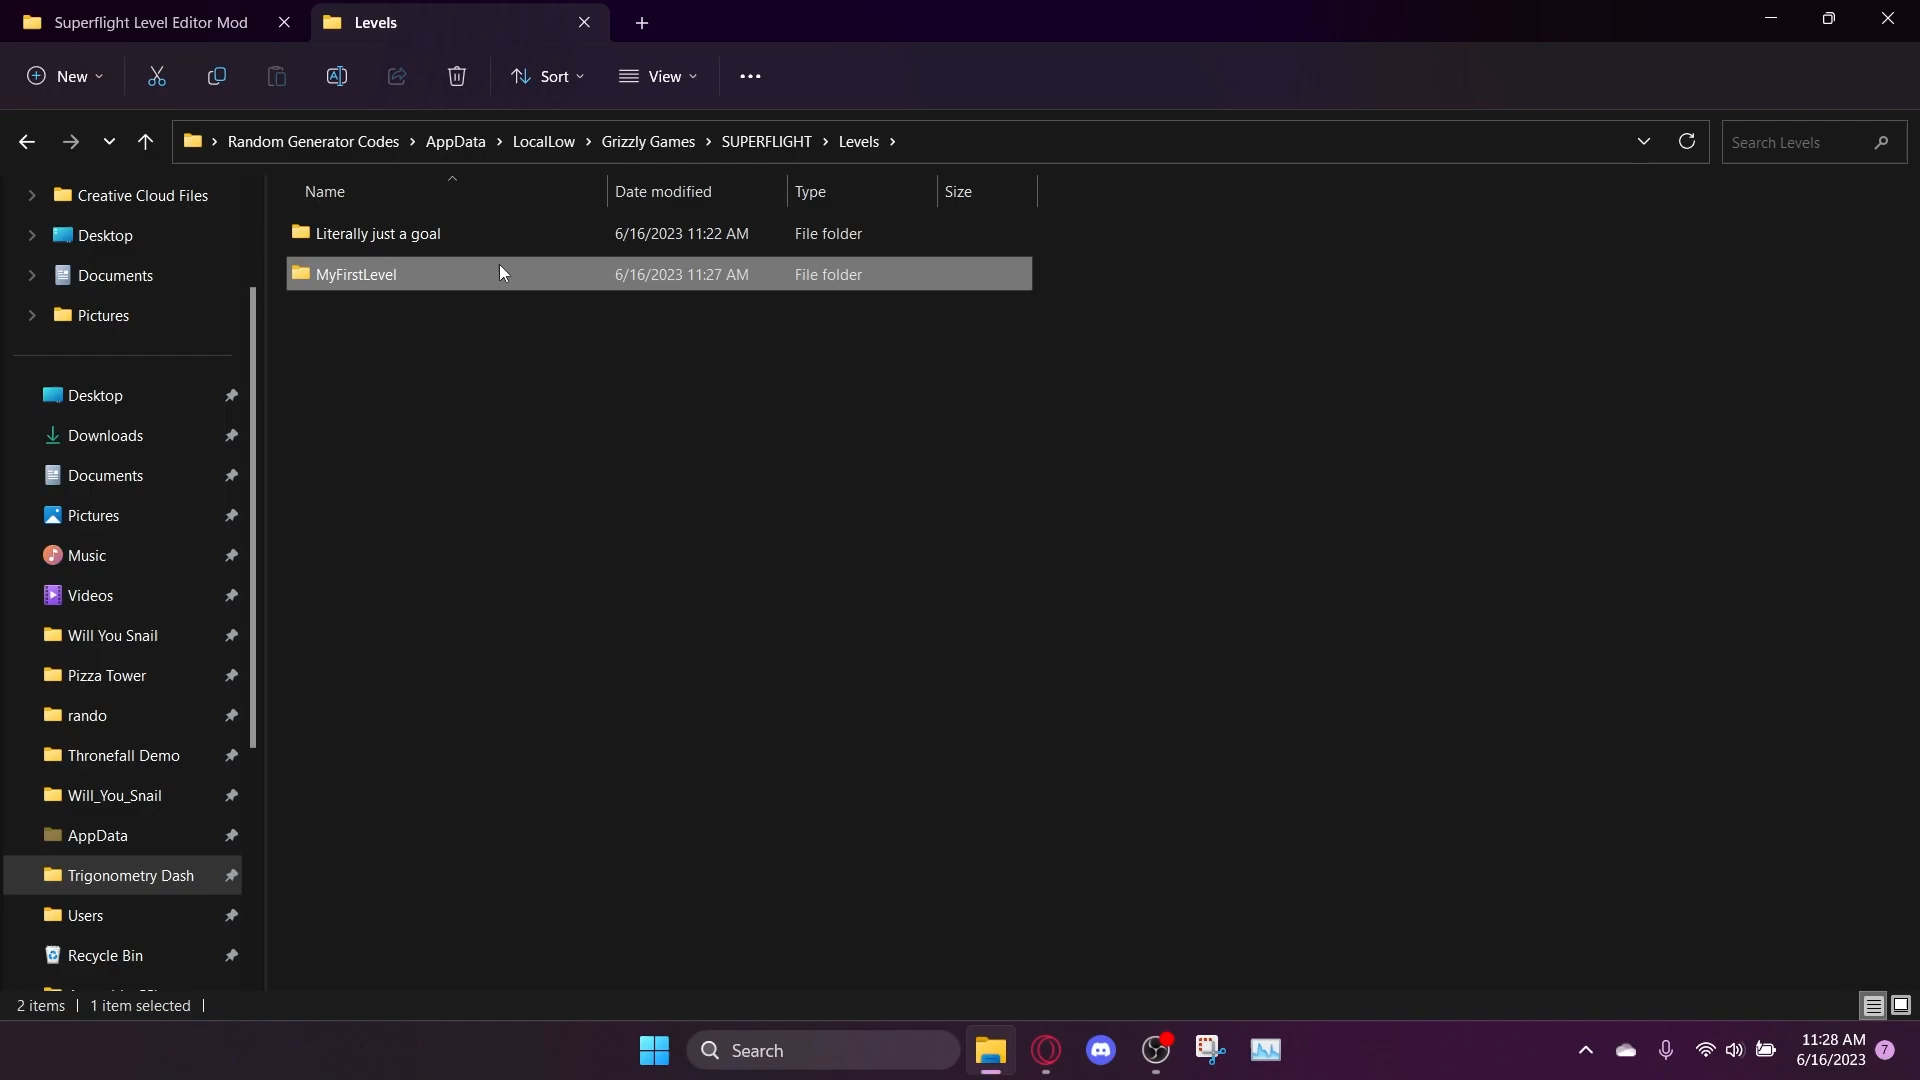 Superflight Level Editor Mod
Levels
New
Sort
View
Random Generator Codes > AppData > LocalLow > Grizzly Games > SUPERFLIGHT > Levels >
Search Levels
Name Date modified Type Size
Literally just a goal 6/16/2023 11:22 AM File folder
MyFirstLevel 6/16/2023 11:27 AM File folder
Creative Cloud Files
Desktop
Documents
Pictures
Desktop
Downloads
Documents
Pictures
Music
Videos
Will You Snail
Pizza Tower
rando
Thronefall Demo
Will_You_Snail
AppData
Trigonometry Dash
Users
Recycle Bin
2 items | 1 item selected |
Search
11:28 AM
6/16/2023
7